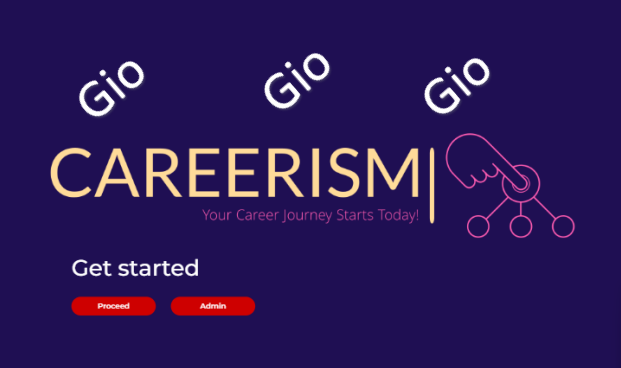 Gio Gio Gio
CAREERISM
Your Career Journey Starts Today!
Get started
Proceed Admin